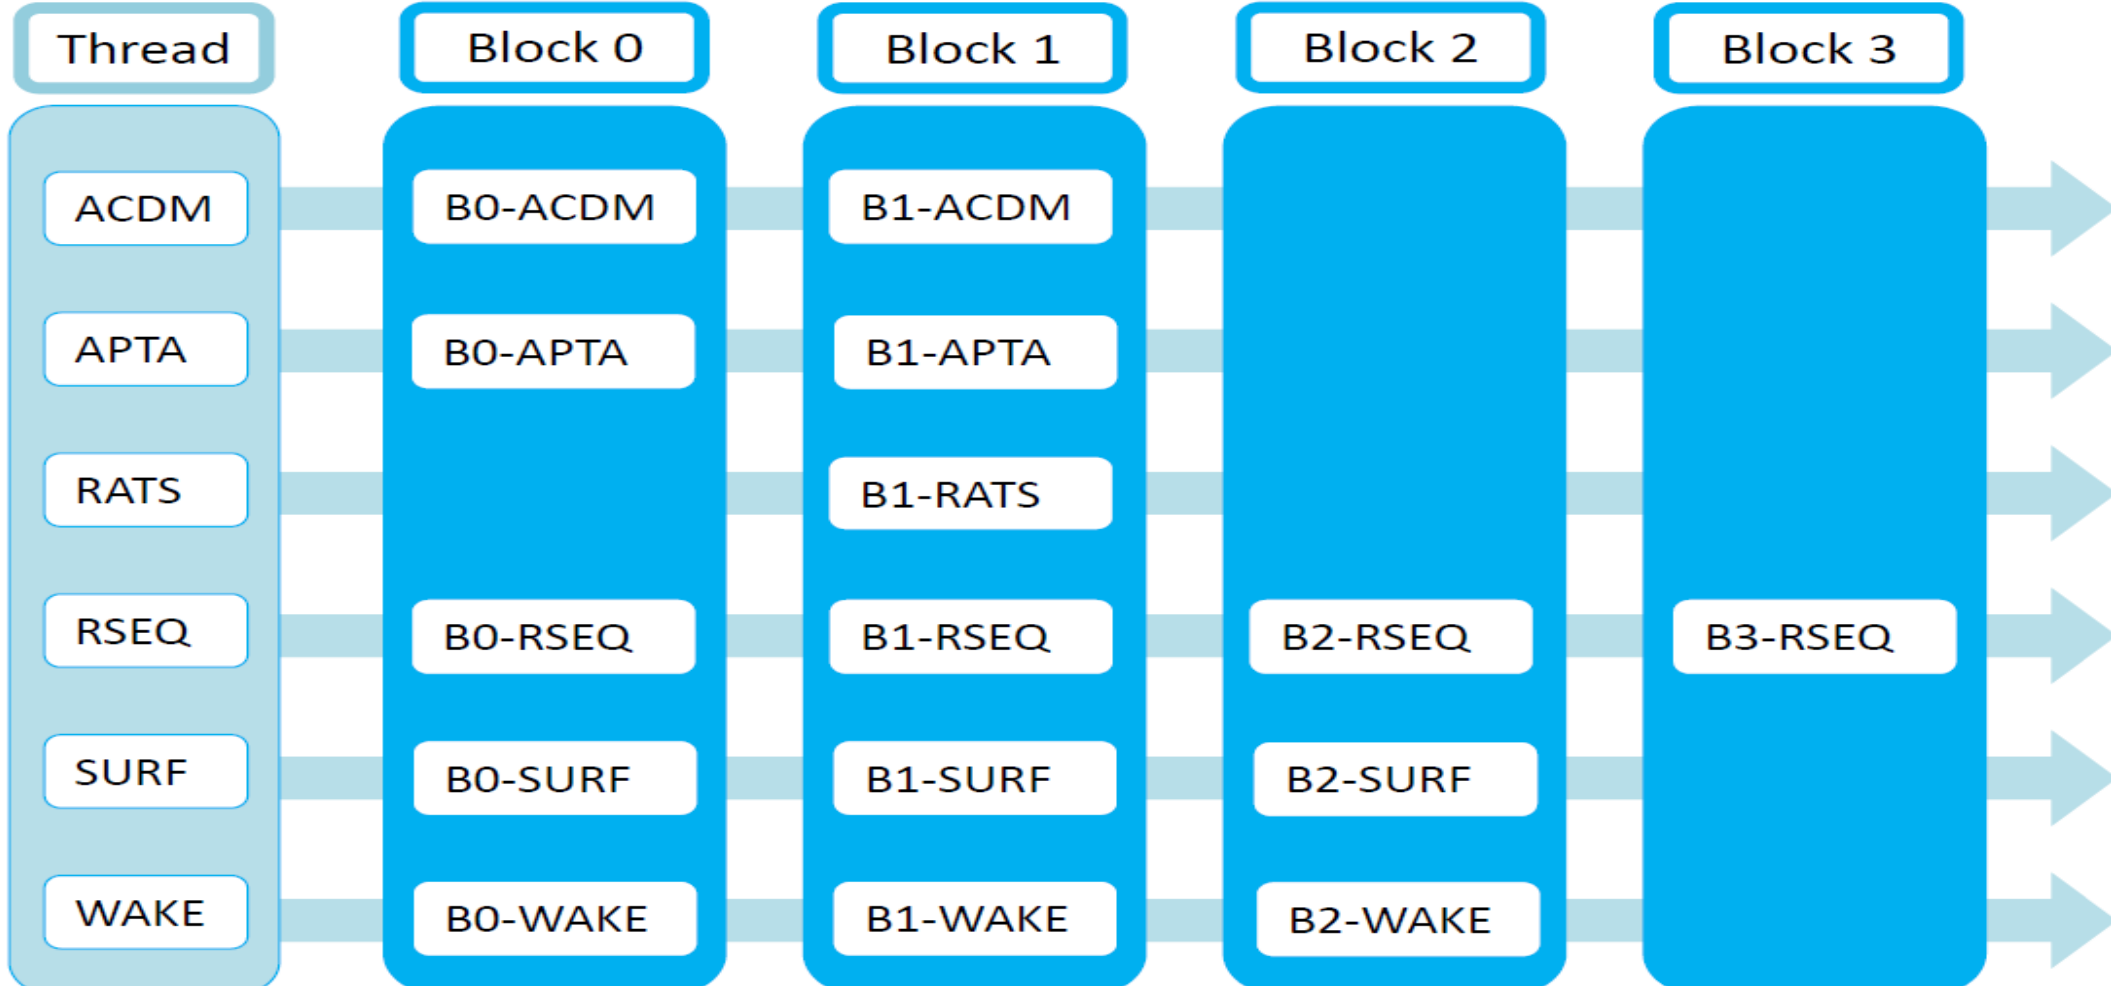 Thread Block 0 Block 1 Block 2 Block 3
ACDM B0-ACDM B1-ACDM
APTA B0-APTA B1-APTA
RATS B1-RATS
RSEQ B0-RSEQ B1-RSEQ B2-RSEQ B3-RSEQ
SURF B0-SURF B1-SURF B2-SURF
WAKE B0-WAKE B1-WAKE B2-WAKE